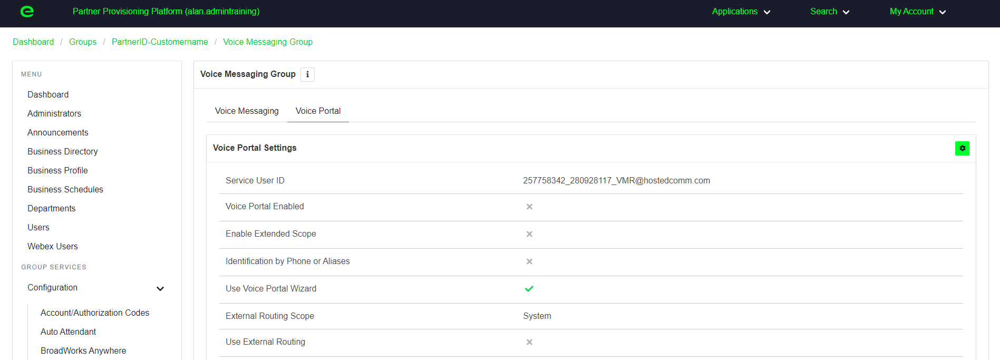 Partner Provisioning Platform (alan.admintraining)
Applications
Search
My Account
Dashboard / Groups / PartnerID-Customername / Voice Messaging Group
MENU
Dashboard
Administrators
Announcements
Business Directory
Business Profile
Business Schedules
Departments
Users
Webex Users
GROUP SERVICES
Configuration
Account/Authorization Codes
Auto Attendant
BroadWorks Anywhere
Voice Messaging Group i
Voice Messaging
Voice Portal
Voice Portal Settings
Service User ID 257758342_280928117_VMR@hostedcomm.com
Voice Portal Enabled
Enable Extended Scope
Identification by Phone or Aliases
Use Voice Portal Wizard
External Routing Scope System
Use External Routing